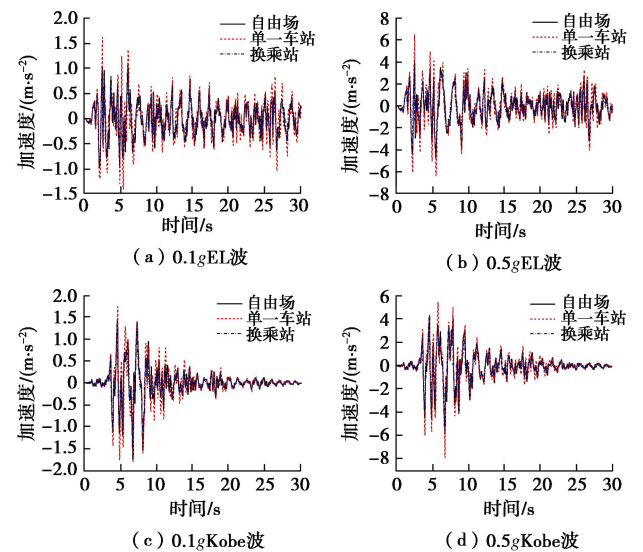 2.0
1.5
1.0
0.5
0
-0.5
-1.0
-1.5
加速度/(m·s⁻²)
自由场
单一车站
换乘站
0 5 10 15 20 25 30
时间/s
(a) 0.1gEL波
8
6
4
2
0
-2
-4
-6
-8
加速度/(m·s⁻²)
自由场
单一车站
换乘站
0 5 10 15 20 25 30
时间/s
(b) 0.5gEL波
2.0
1.5
1.0
0.5
0
-0.5
-1.0
-1.5
-2.0
加速度/(m·s⁻²)
自由场
单一车站
换乘站
0 5 10 15 20 25 30
时间/s
(c) 0.1gKobe波
6
4
2
0
-2
-4
-6
-8
加速度/(m·s⁻²)
自由场
单一车站
换乘站
0 5 10 15 20 25 30
时间/s
(d) 0.5gKobe波